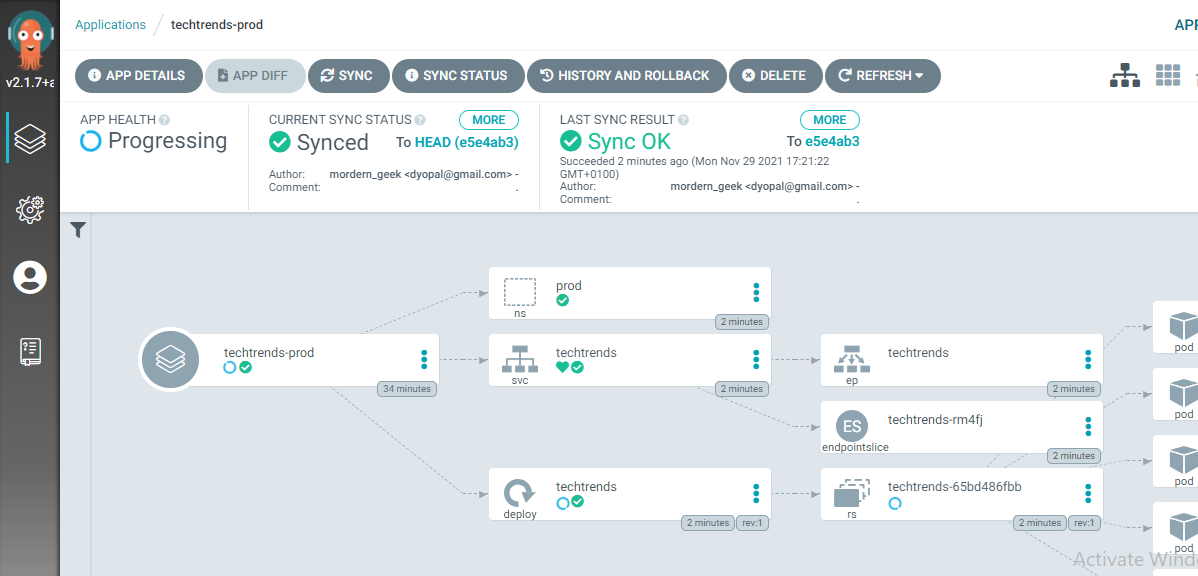 Applications
techtrends-prod
APP
v2.1.7+a
APP DETAILS
APP DIFF
SYNC
SYNC STATUS
HISTORY AND ROLLBACK
DELETE
REFRESH
APP HEALTH
Progressing
CURRENT SYNC STATUS
MORE
Synced
To HEAD (e5e4ab3)
Author: mordern_geek <dyopal@gmail.com> -
Comment: .
LAST SYNC RESULT
MORE
Sync OK
To e5e4ab3
Succeeded 2 minutes ago (Mon Nov 29 2021 17:21:22
GMT+0100)
Author: mordern_geek <dyopal@gmail.com> -
Comment: .
prod
ns
2 minutes
techtrends-prod
34 minutes
techtrends
svc
2 minutes
techtrends
ep
2 minutes
ES
techtrends-rm4fj
endpointslice
2 minutes
techtrends
deploy
2 minutes
rev:1
techtrends-65bd486fbb
rs
2 minutes
rev:1
pod
pod
pod
pod
Activate Wind